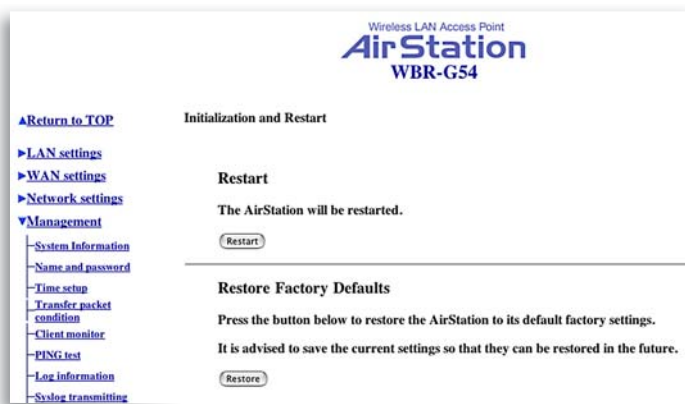 Wireless LAN Access Point
AirStation
WBR-G54
▲Return to TOP
►LAN settings
►WAN settings
►Network settings
▼Management
System Information
Name and password
Time setup
Transfer packet
condition
Client monitor
PING test
Log information
Syslog transmitting
Initialization and Restart
Restart
The AirStation will be restarted.
Restart
Restore Factory Defaults
Press the button below to restore the AirStation to its default factory settings.
It is advised to save the current settings so that they can be restored in the future.
Restore